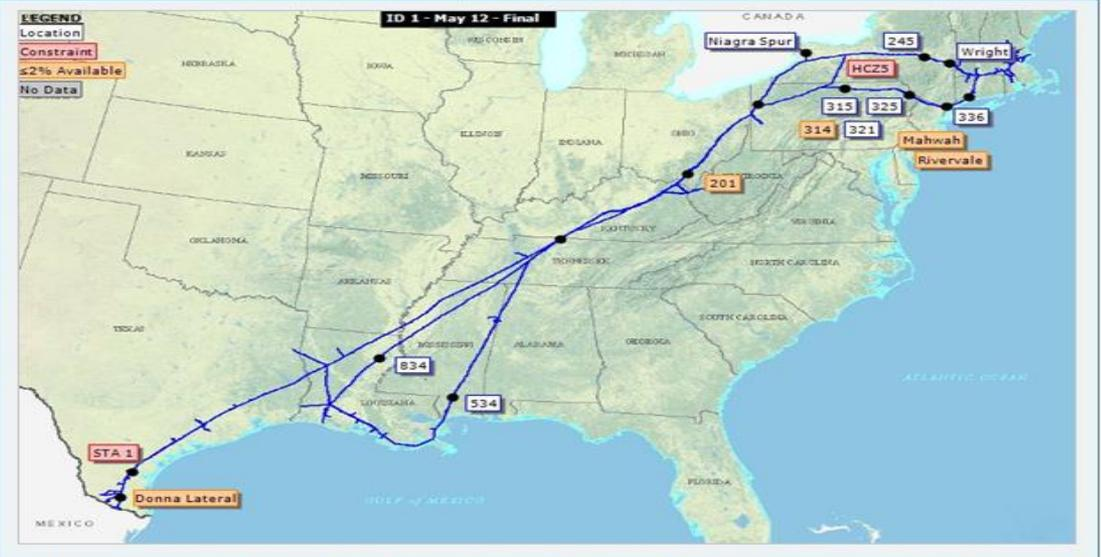 LEGEND
Location
Constraint
≤2% Available
No Data
ID 1 - May 12 - Final
CANADA
WISCONSIN
MICHIGAN
NEBRASKA
IOWA
Niagra Spur
245
Wright
HCZ5
315
325
336
314
321
Mahwah
Rivervale
ILLINOIS
INDIANA
OHIO
KANSAS
MISSOURI
201
VIRGINIA
KENTUCKY
OKLAHOMA
TENNESSEE
NORTH CAROLINA
ARKANSAS
SOUTH CAROLINA
TEXAS
MISSISSIPPI
ALABAMA
GEORGIA
834
ATLANTIC OCEAN
LOUISIANA
534
STA 1
Donna Lateral
GULF of MEXICO
FLORIDA
MEXICO